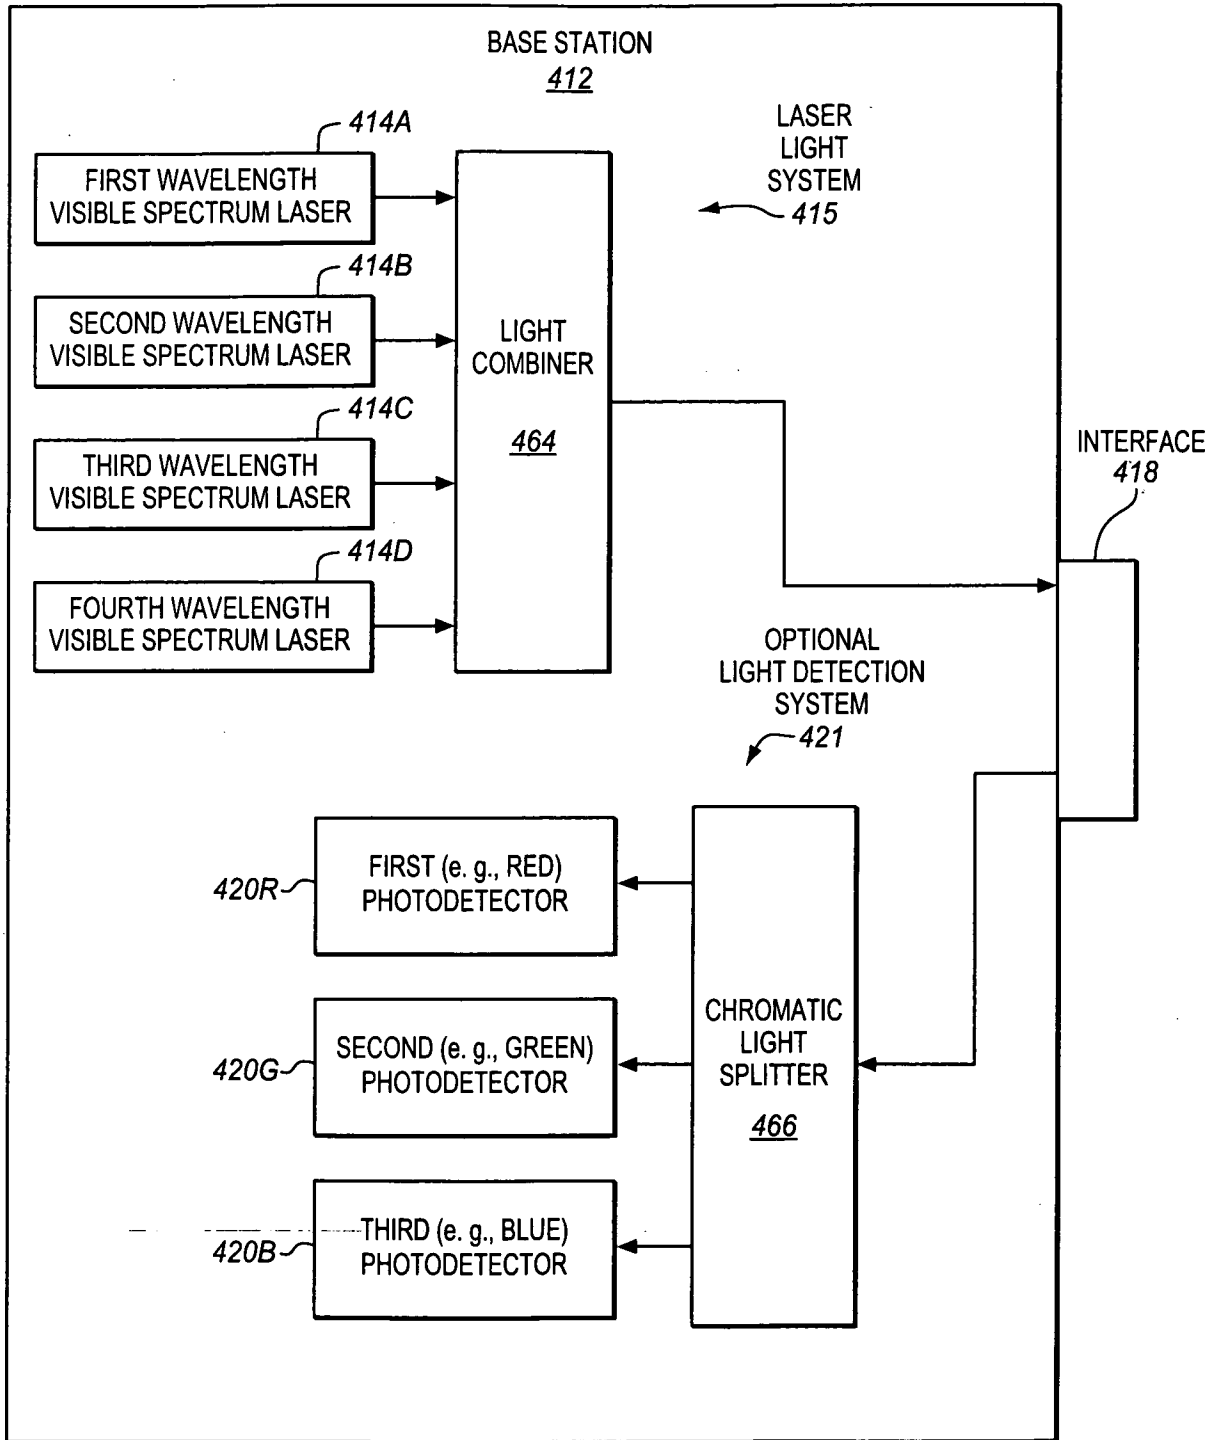 BASE STATION
412
LASER
LIGHT
SYSTEM
415
414A
FIRST WAVELENGTH
VISIBLE SPECTRUM LASER
414B
SECOND WAVELENGTH
VISIBLE SPECTRUM LASER
414C
THIRD WAVELENGTH
VISIBLE SPECTRUM LASER
414D
FOURTH WAVELENGTH
VISIBLE SPECTRUM LASER
LIGHT
COMBINER
464
INTERFACE
418
OPTIONAL
LIGHT DETECTION
SYSTEM
421
420R
FIRST (e. g., RED)
PHOTODETECTOR
420G
SECOND (e. g., GREEN)
PHOTODETECTOR
420B
THIRD (e. g., BLUE)
PHOTODETECTOR
CHROMATIC
LIGHT
SPLITTER
466